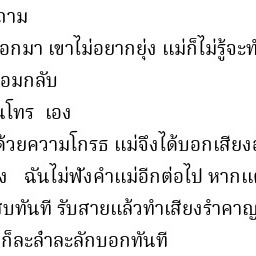 ถาม
อกมา เขาไม่อยากยุ่ง แม่ก็ไม่รู้จะทำ
อมกลับ
นโทร เอง
ด้วยความโกรธ แม่จึงได้บอกเสียง
ง ฉันไม่ฟังคำแม่อีกต่อไป หาก
บทันที รับสายแล้วทำเสียงรำคาญ
ก็ละล่ำละลักบอกทันที